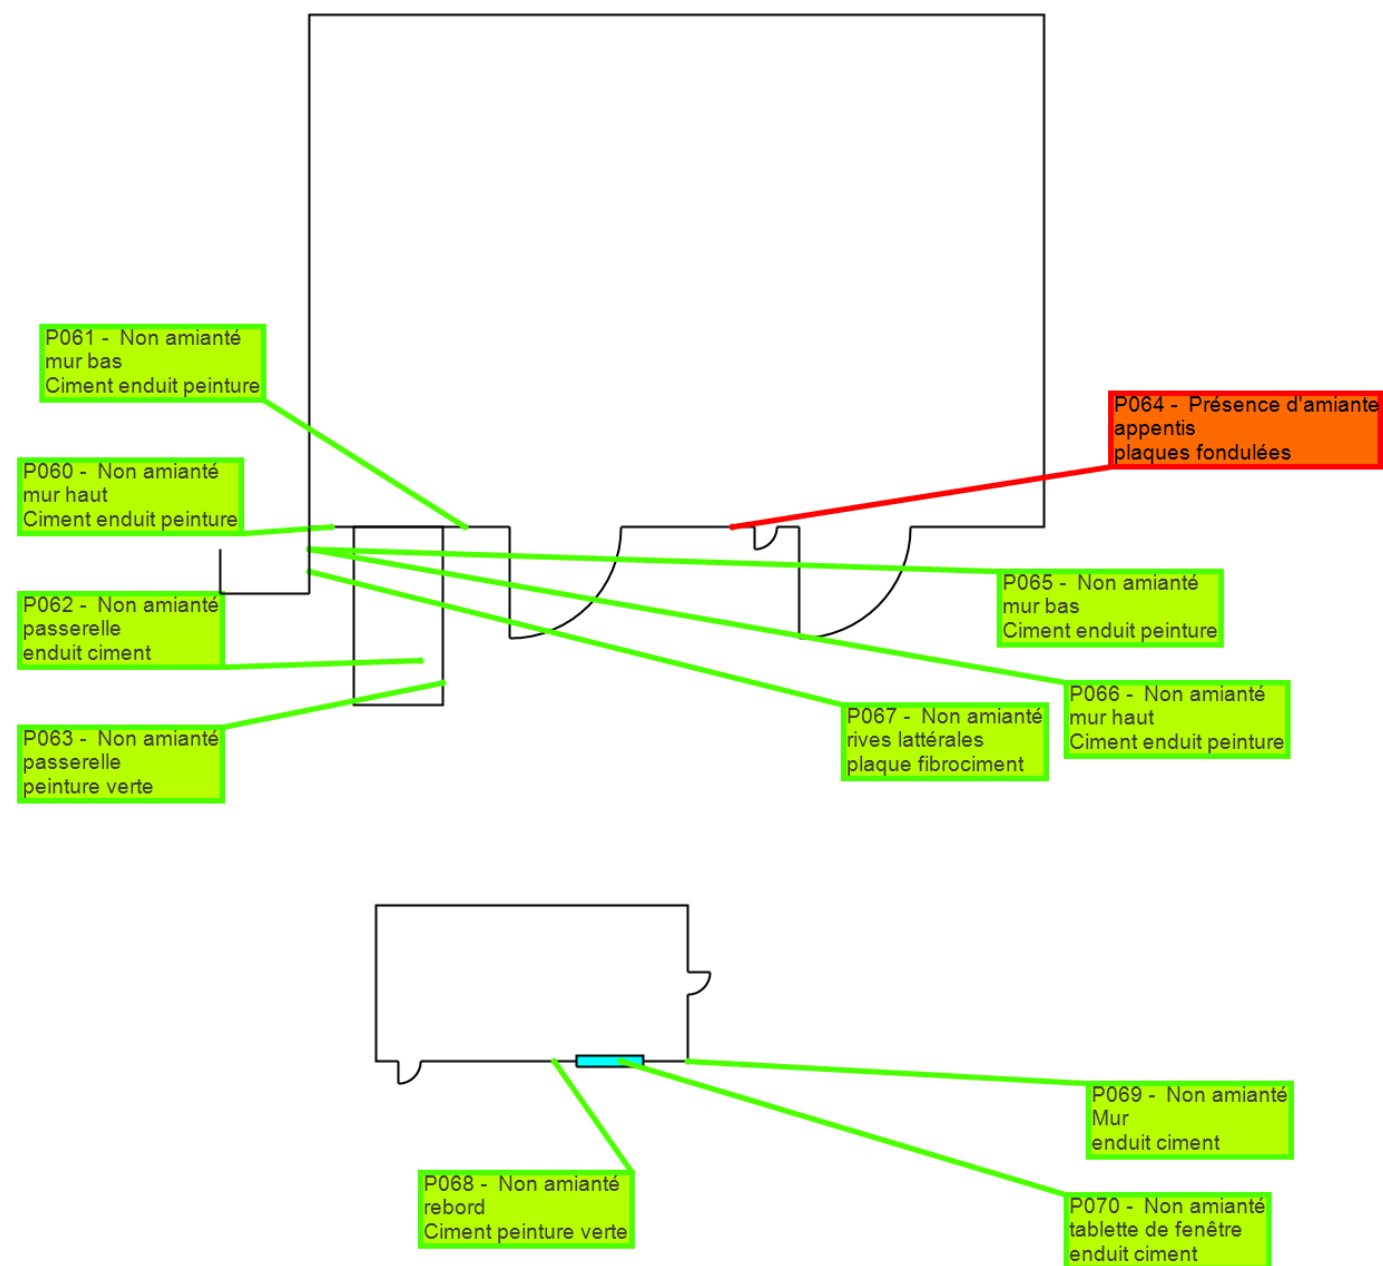 P061 -  Non amianté
mur bas
Ciment enduit peinture
P064 -  Présence d'amiante
appentis
plaques fondulées
P060 -  Non amianté
mur haut
Ciment enduit peinture
P065 -  Non amianté
mur bas
Ciment enduit peinture
P062 -  Non amianté
passerelle
enduit ciment
P066 -  Non amianté
mur haut
Ciment enduit peinture
P067 -  Non amianté
rives lattérales
plaque fibrociment
P063 -  Non amianté
passerelle
peinture verte
P069 -  Non amianté
Mur
enduit ciment
P068 -  Non amianté
rebord
Ciment peinture verte
P070 -  Non amianté
tablette de fenêtre
enduit ciment